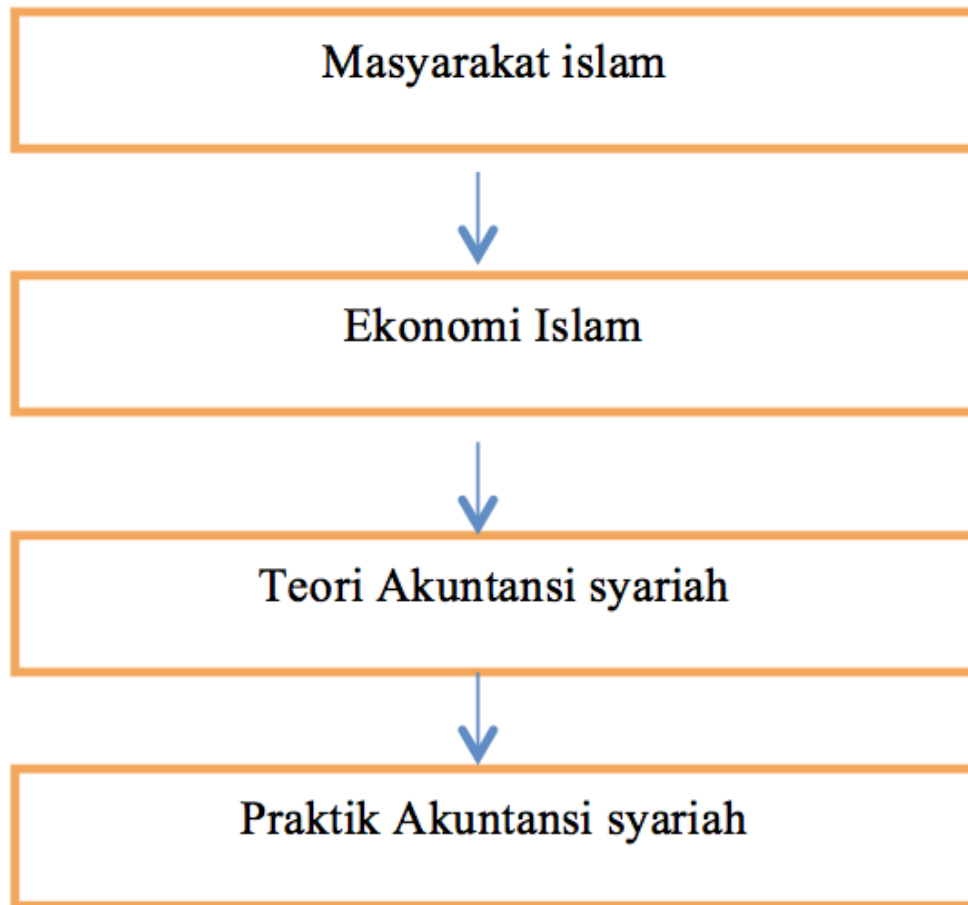 Masyarakat islam
Ekonomi Islam
Teori Akuntansi syariah
Praktik Akuntansi syariah